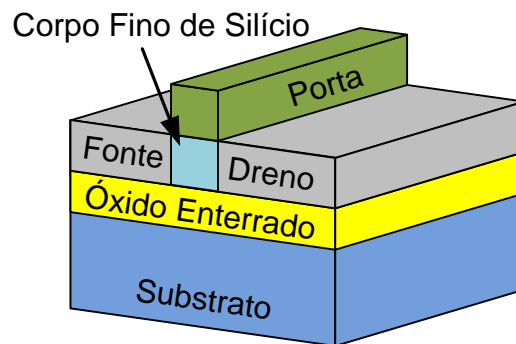 Corpo Fino de Silício
Porta
Fonte
Dreno
Óxido Enterrado
Substrato